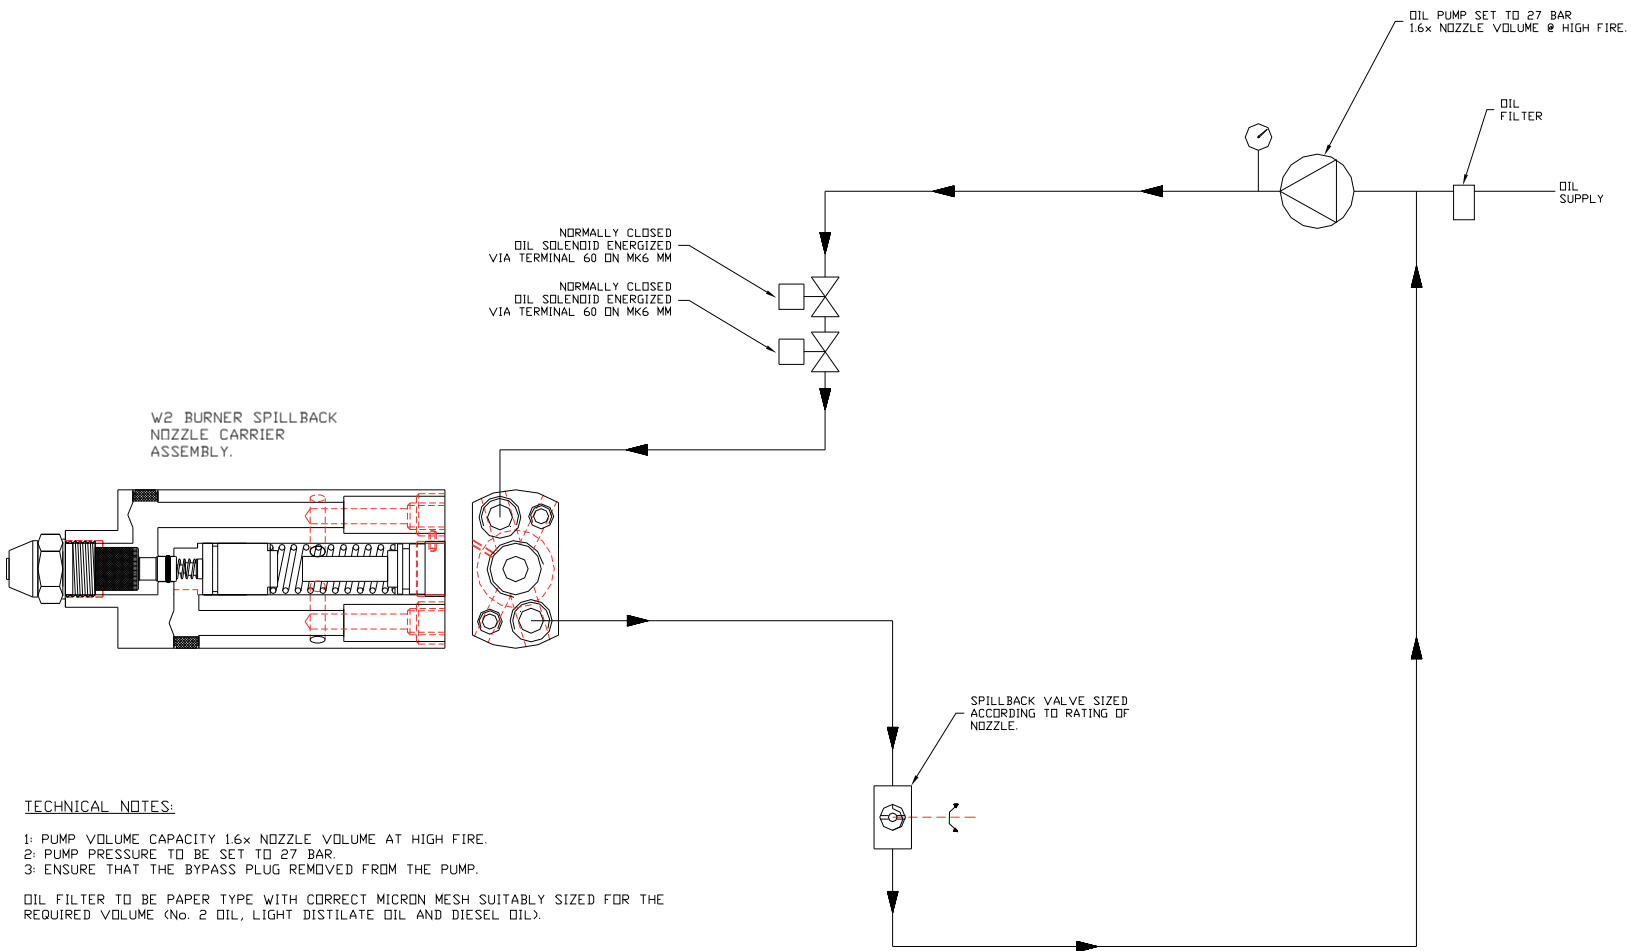 OIL PUMP SET TO 27 BAR
1.6x NOZZLE VOLUME @ HIGH FIRE.
OIL
FILTER
OIL
SUPPLY
NORMALLY CLOSED
OIL SOLENOID ENERGIZED
VIA TERMINAL 60 ON MK6 MM
NORMALLY CLOSED
OIL SOLENOID ENERGIZED
VIA TERMINAL 60 ON MK6 MM
W2 BURNER SPILLBACK
NOZZLE CARRIER
ASSEMBLY.
SPILLBACK VALVE SIZED
ACCORDING TO RATING OF
NOZZLE.
TECHNICAL NOTES:
1: PUMP VOLUME CAPACITY 1.6x NOZZLE VOLUME AT HIGH FIRE.
2: PUMP PRESSURE TO BE SET TO 27 BAR.
3: ENSURE THAT THE BYPASS PLUG REMOVED FROM THE PUMP.
OIL FILTER TO BE PAPER TYPE WITH CORRECT MICRON MESH SUITABLY SIZED FOR THE
REQUIRED VOLUME (No. 2 OIL, LIGHT DISTILATE OIL AND DIESEL OIL).